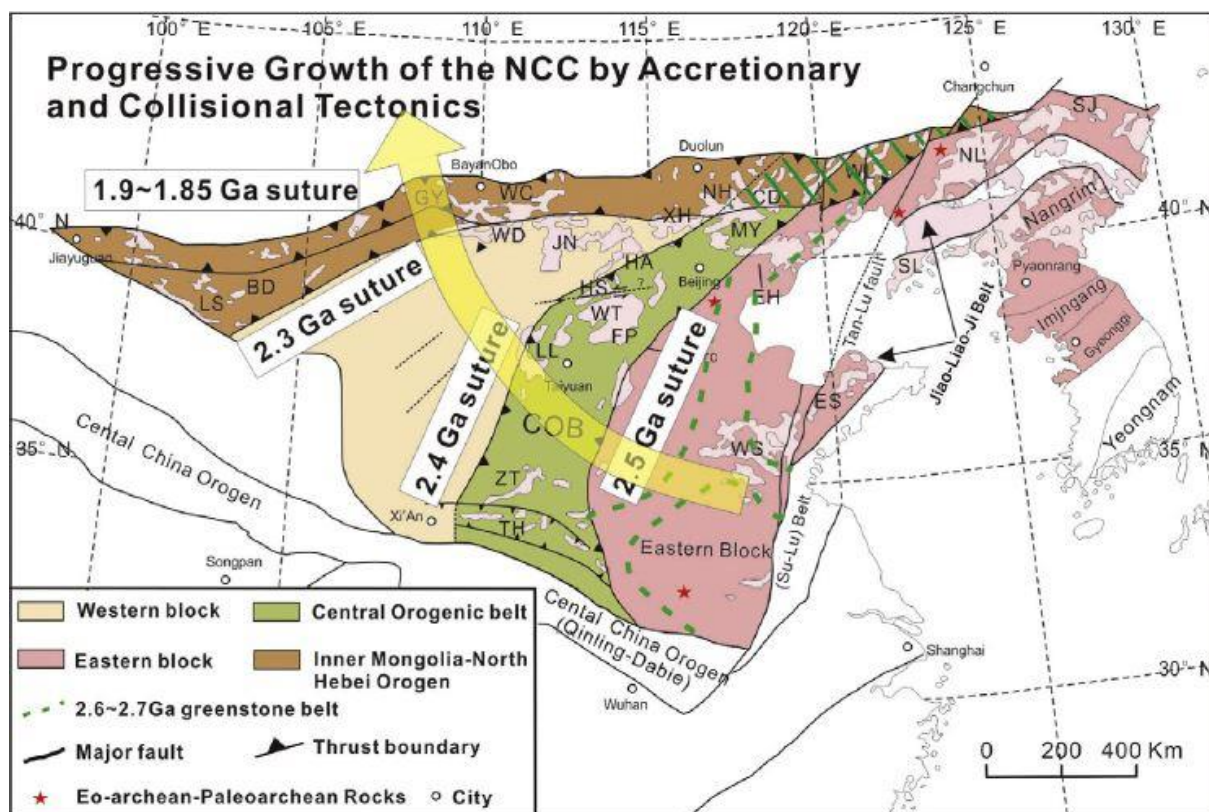 100° E
105° E
110° E
115° E
120° E
125° E
130° E
Progressive Growth of the NCC by Accretionary
and Collisional Tectonics
Changchun
SJ
NL
Duolun
BayanObo
1.9~1.85 Ga suture
GY
WC
NH
CD
WL
Nangrim
40° N
40° N
XH
MY
WD
JN
Jiayuguan
HA
Beijing
SL
Pyaonrang
LS
BD
HS
?
EH
Tan-Lu fault
Imjngang
WT
FP
Gyeonggi
2.3 Ga suture
LL
Jiao-Liao-Ji Belt
Taiyuan
2.4 Ga suture
2.5 Ga suture
ES
Yeongnam
COB
WS
35° N
35° N
Cental China Orogen
ZT
Xi'An
TH
Eastern Block
(Su-Lu) Belt
Songpan
Cental China Orogen
(Qinling-Dabie)
Shanghai
30° N
Wuhan
Western block
Central Orogenic belt
Eastern block
Inner Mongolia-North
Hebei Orogen
2.6~2.7Ga greenstone belt
Major fault
Thrust boundary
Eo-archean-Paleoarchean Rocks
City
0 200 400 Km